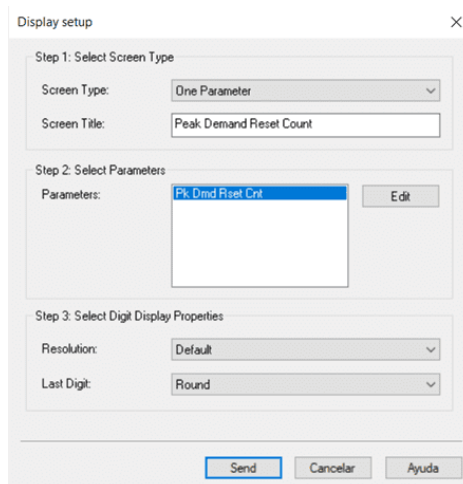 Display setup
Step 1: Select Screen Type
Screen Type: One Parameter
Screen Title: Peak Demand Reset Count
Step 2: Select Parameters
Parameters: Pk Dmd Rset Cnt Edit
Step 3: Select Digit Display Properties
Resolution: Default
Last Digit: Round
Send Cancelar Ayuda